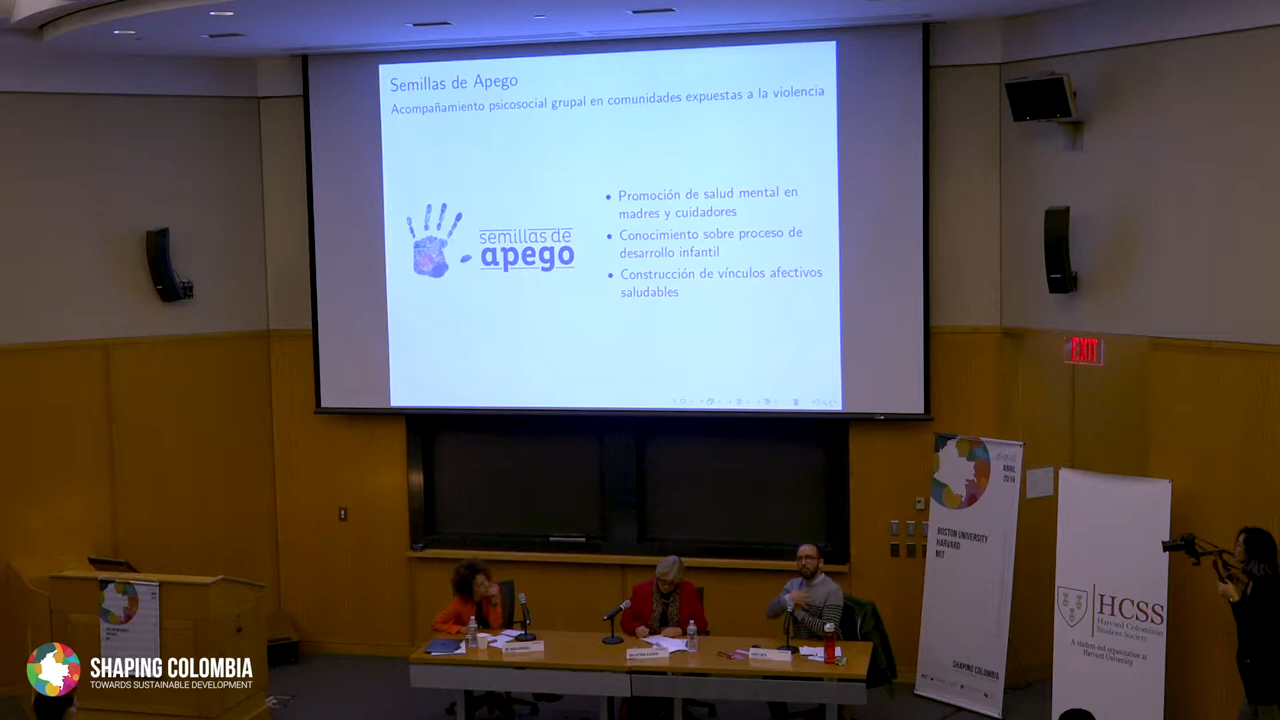 Semillas de Apego
Acompañamiento psicosocial grupal en comunidades expuestas a la violencia
semillas de
apego
• Promoción de salud mental en
madres y cuidadores
• Conocimiento sobre proceso de
desarrollo infantil
• Construcción de vínculos afectivos
saludables
EXIT
ABRIL
2019
BOSTON UNIVERSITY
HARVARD
MIT
SHAPING COLOMBIA
HCSS
Harvard Colombian
Student Society
A student-led organization at
Harvard University
SHAPING COLOMBIA
TOWARDS SUSTAINABLE DEVELOPMENT